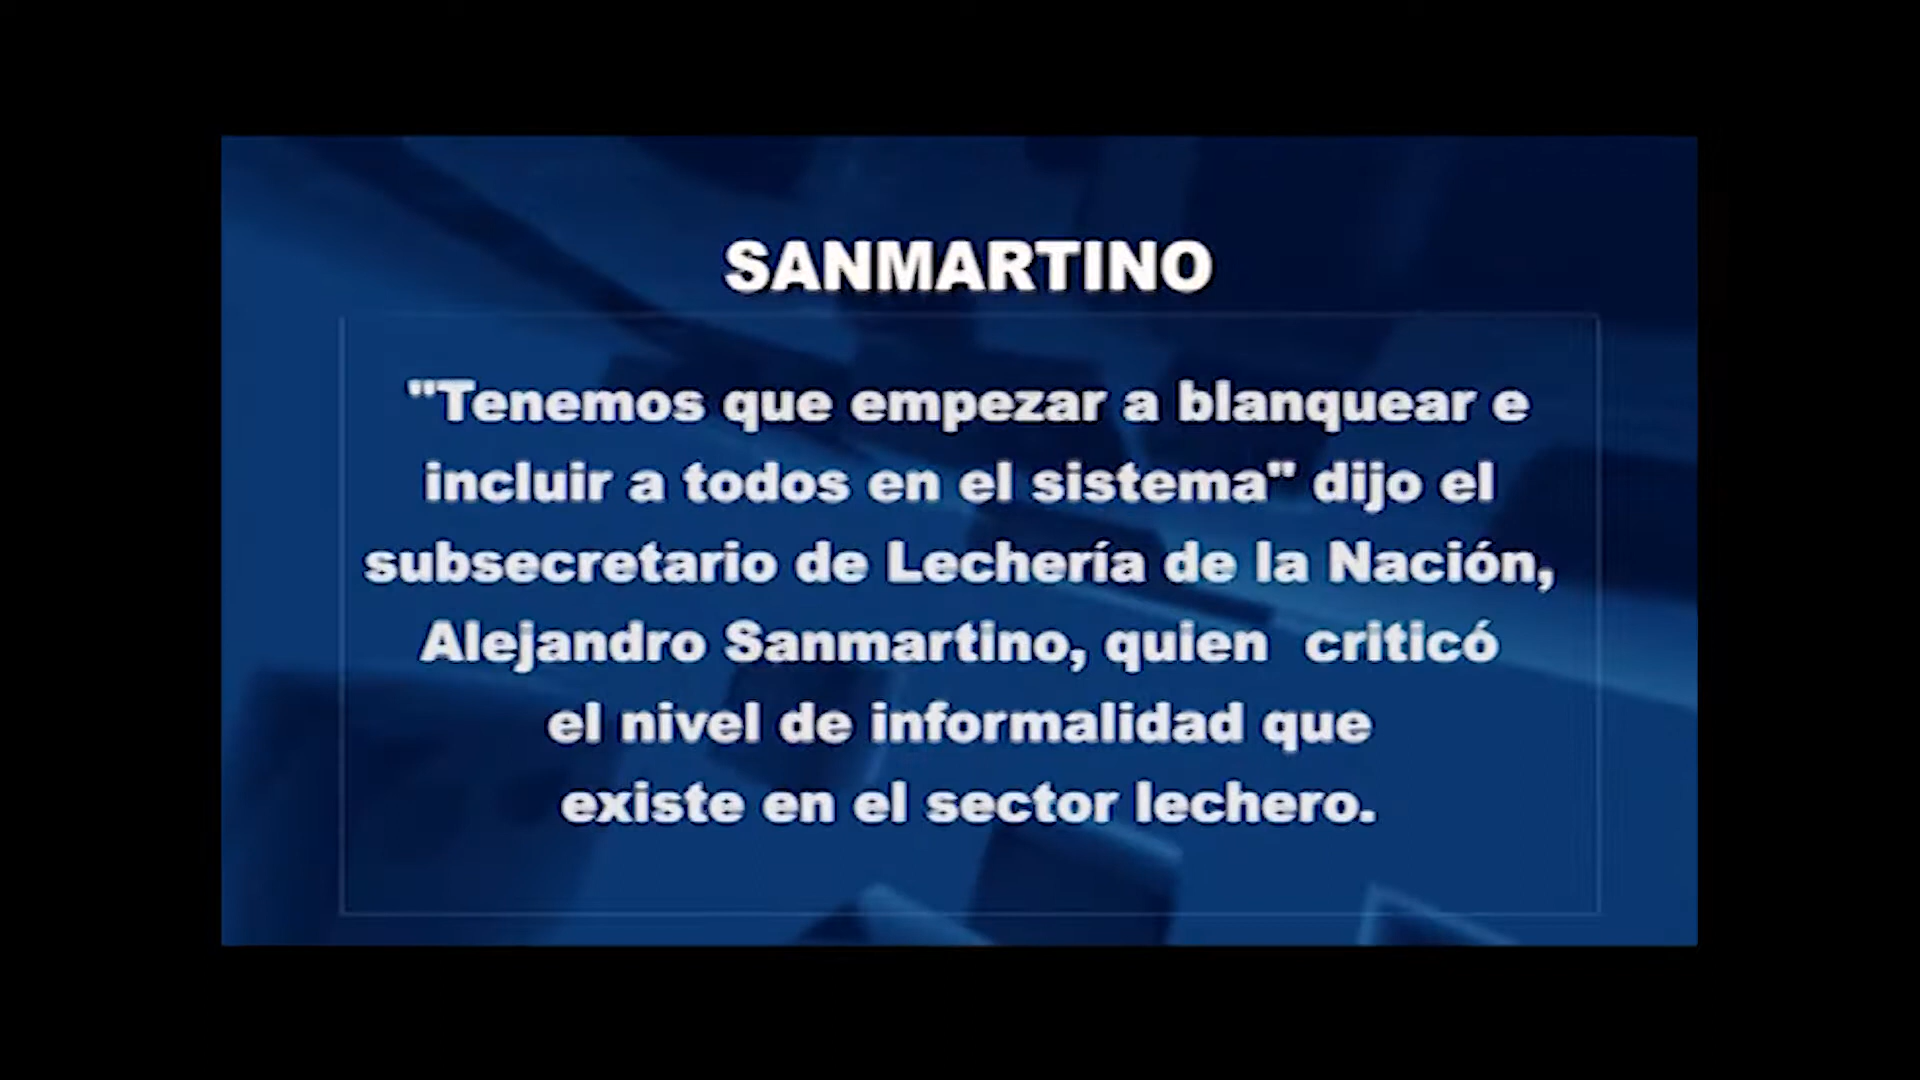 SANMARTINO
"Tenemos que empezar a blanquear e
incluir a todos en el sistema" dijo el
subsecretario de Lechería de la Nación,
Alejandro Sanmartino, quien  criticó
el nivel de informalidad que
existe en el sector lechero.